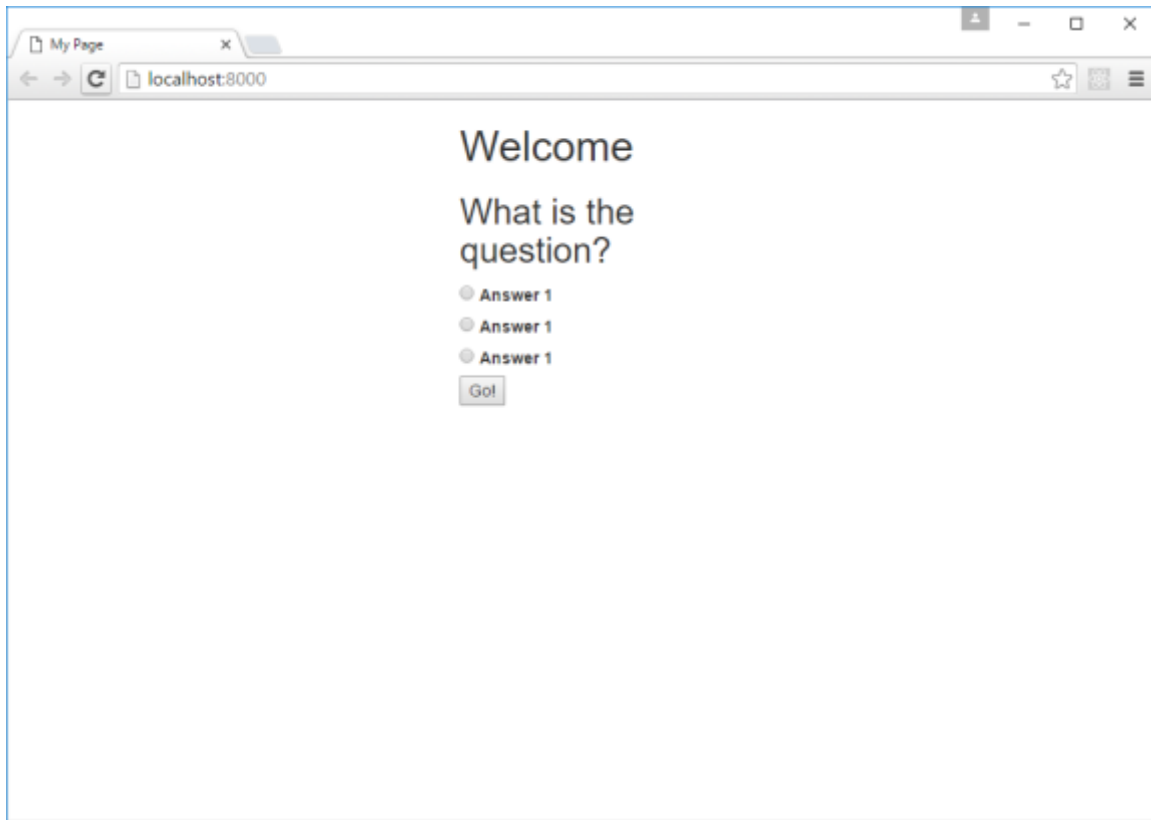 My Page
localhost:8000
Welcome
What is the
question?
Answer 1
Answer 1
Answer 1
Go!